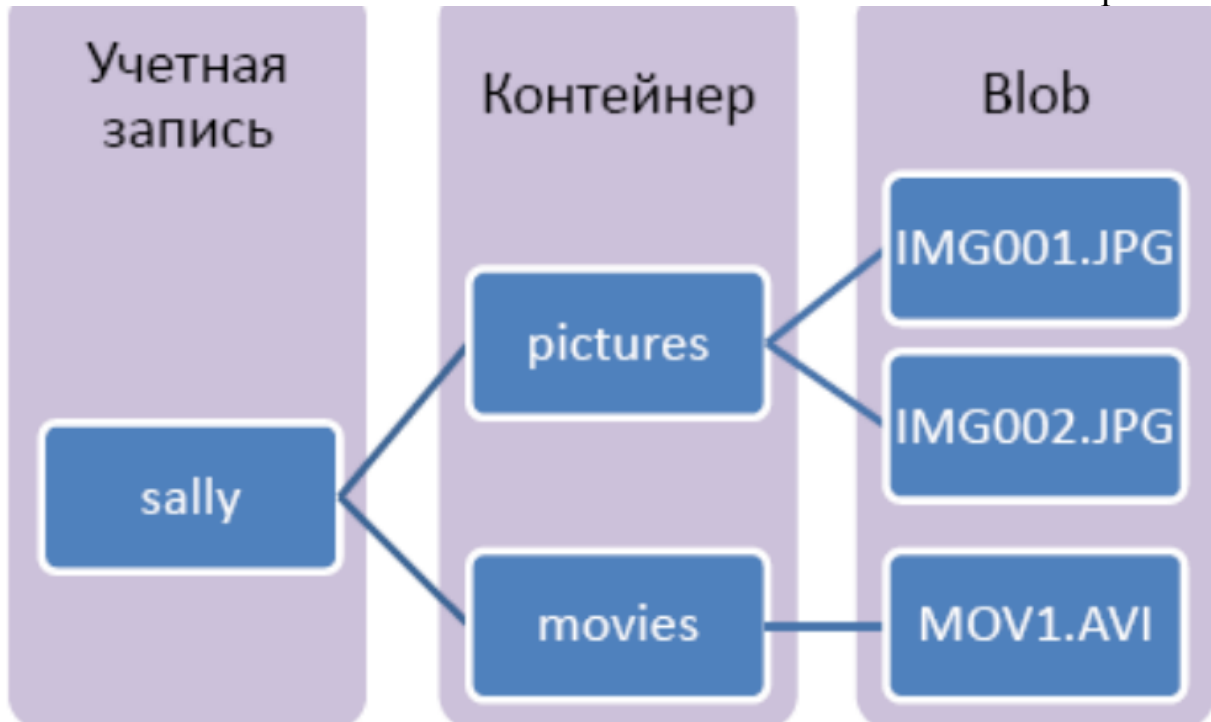 Учетная
запись
Контейнер
Blob
IMG001.JPG
pictures
IMG002.JPG
sally
movies
MOV1.AVI